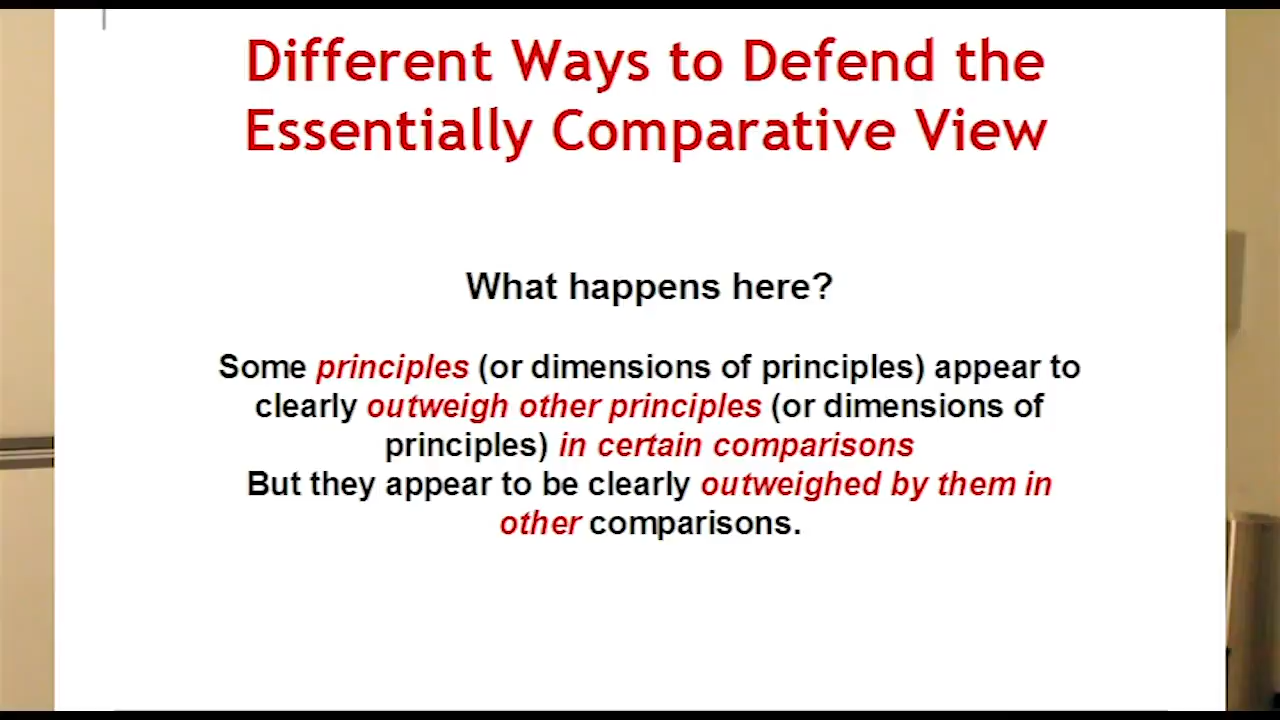 Different Ways to Defend the
Essentially Comparative View
What happens here?
Some principles (or dimensions of principles) appear to
clearly outweigh other principles (or dimensions of
principles) in certain comparisons
But they appear to be clearly outweighed by them in
other comparisons.